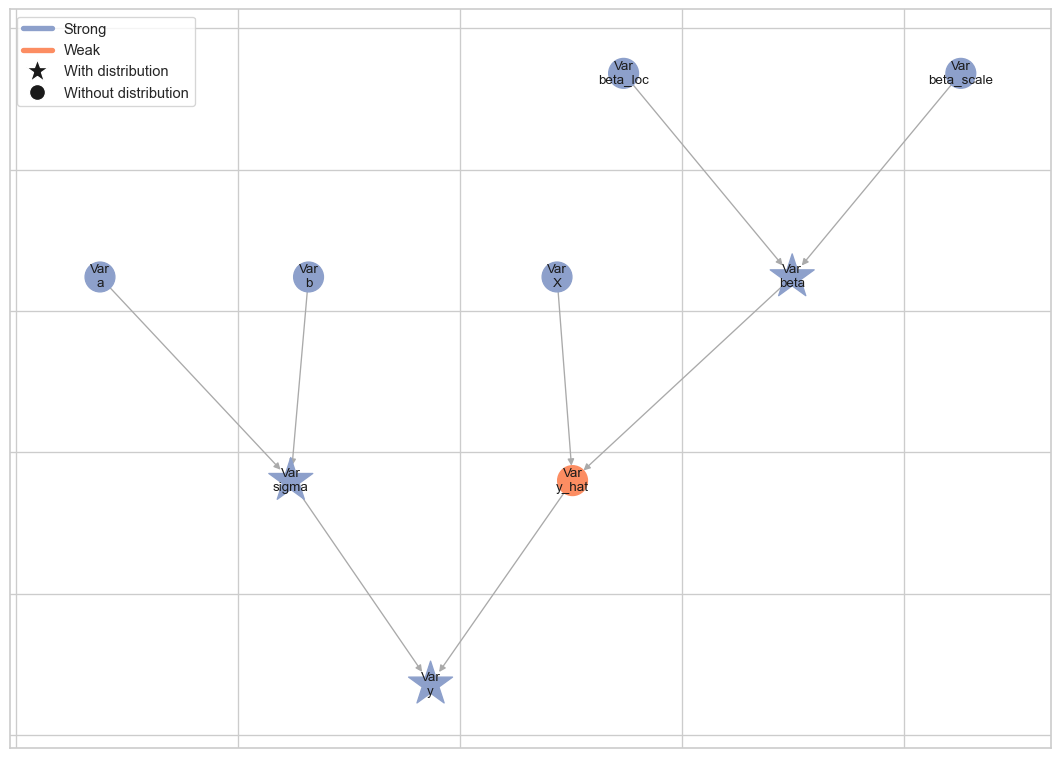 Strong
Weak
With distribution
Without distribution
Var
beta_loc
Var
beta_scale
Var
a
Var
b
Var
X
Var
beta
Var
sigma
Var
y_hat
Var
y